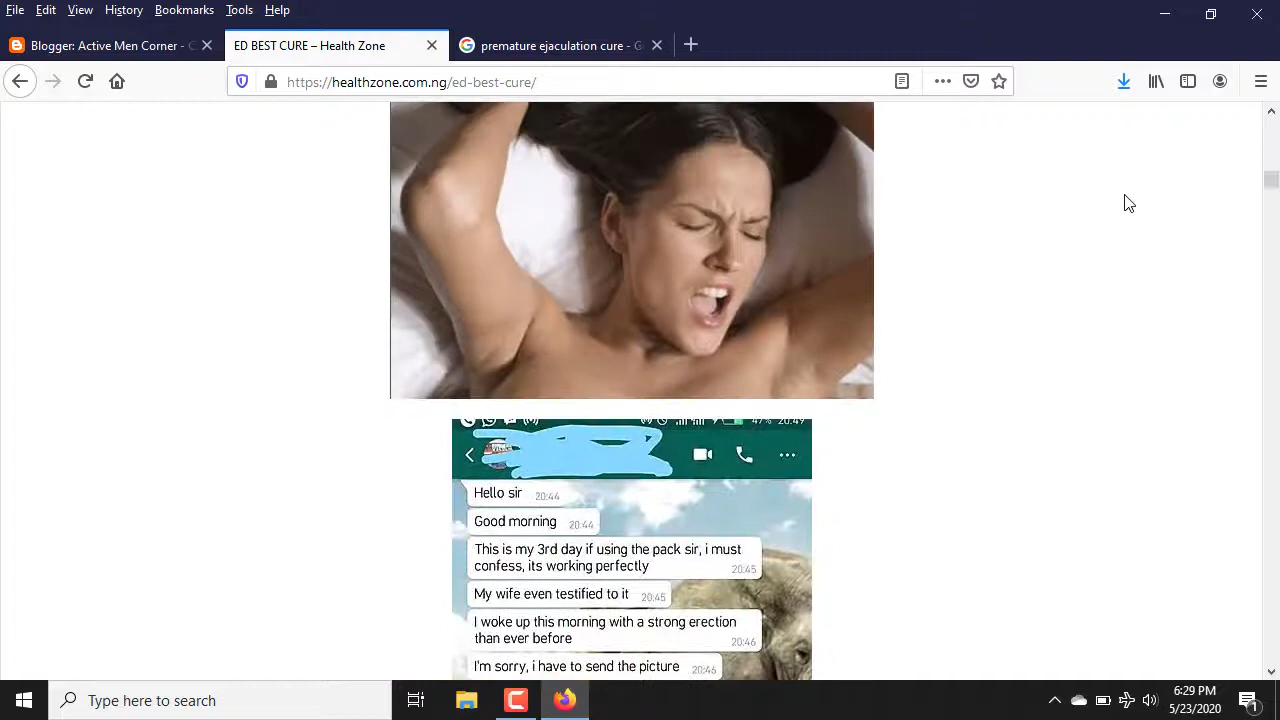 File Edit View History Bookmarks Tools Help
Blogger: Active Men Corner - C
ED BEST CURE – Health Zone
premature ejaculation cure - G
https://healthzone.com.ng/ed-best-cure/
47% 20:49
Hello sir 20:44
Good morning 20:44
This is my 3rd day if using the pack sir, i must
confess, its working perfectly 20:45
My wife even testified to it 20:45
I woke up this morning with a strong erection
than ever before 20:46
I'm sorry, i have to send the picture 20:46
Type here to search
6:29 PM
5/23/2020
1